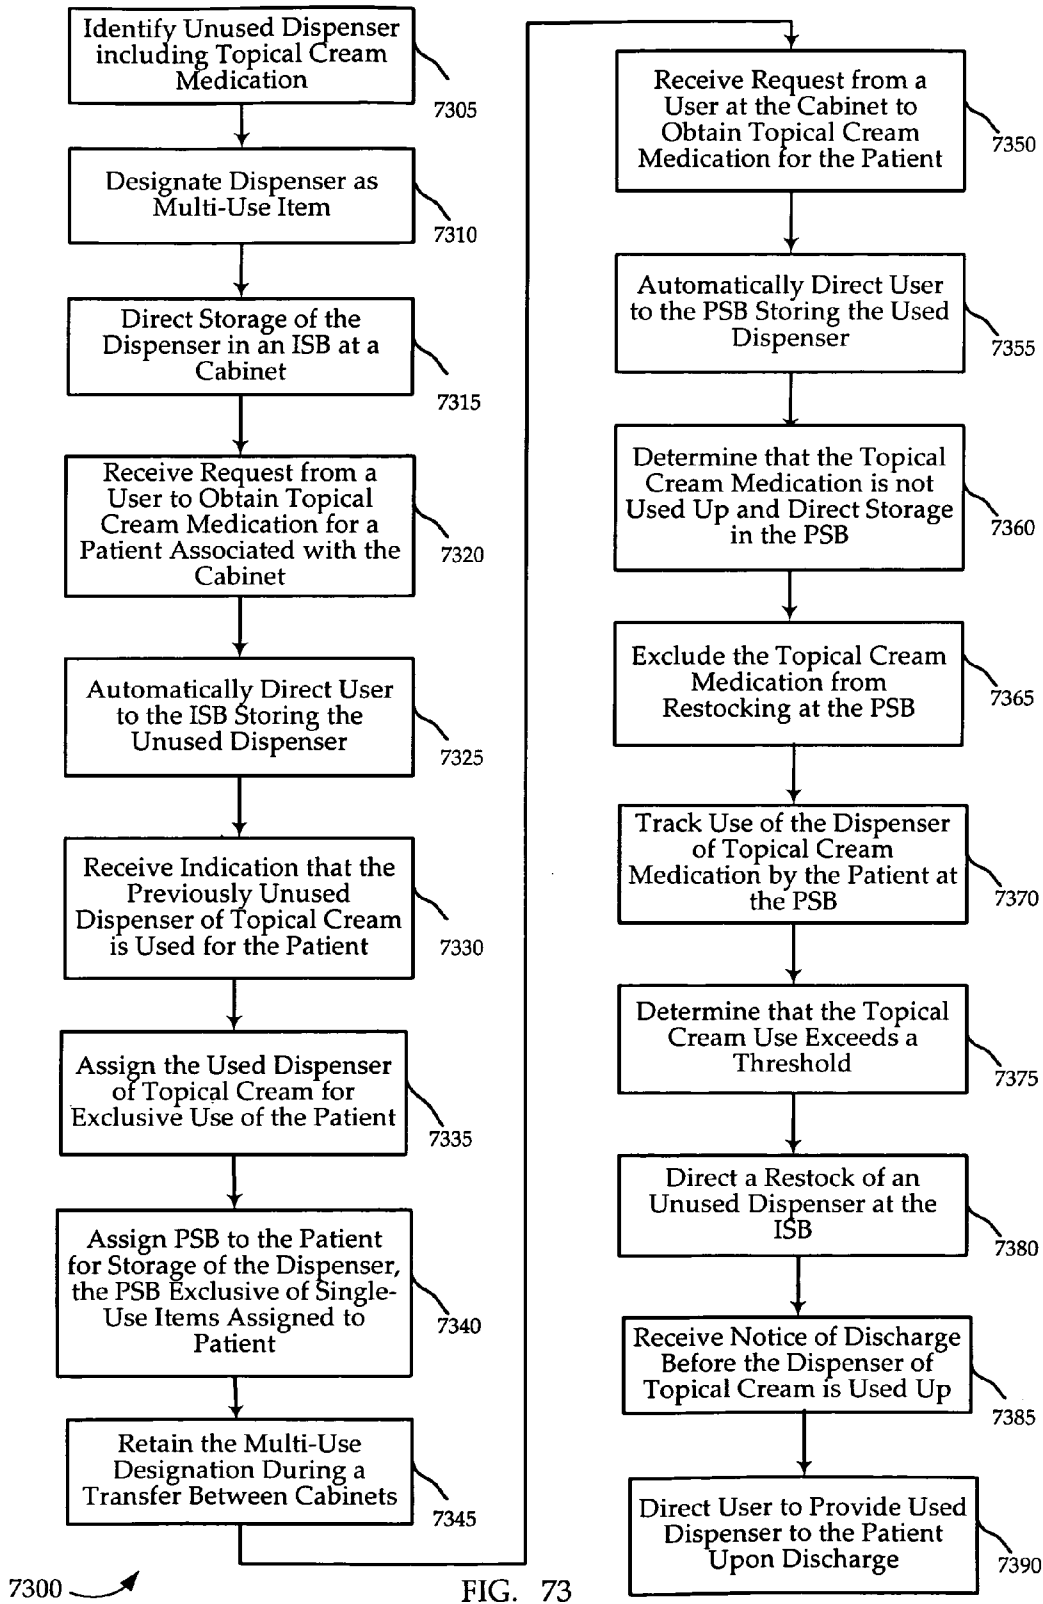 Identify Unused Dispenser
including Topical Cream
Medication
7305
Designate Dispenser as
Multi-Use Item
7310
Direct Storage of the
Dispenser in an ISB at a
Cabinet
7315
Receive Request from a
User to Obtain Topical
Cream Medication for a
Patient Associated with the
Cabinet
7320
Automatically Direct User
to the ISB Storing the
Unused Dispenser
7325
Receive Indication that the
Previously Unused
Dispenser of Topical Cream
is Used for the Patient
7330
Assign the Used Dispenser
of Topical Cream for
Exclusive Use of the Patient
7335
Assign PSB to the Patient
for Storage of the Dispenser,
the PSB Exclusive of Single-
Use Items Assigned to
Patient
7340
Retain the Multi-Use
Designation During a
Transfer Between Cabinets
7345
Receive Request from a
User at the Cabinet to
Obtain Topical Cream
Medication for the Patient
7350
Automatically Direct User
to the PSB Storing the Used
Dispenser
7355
Determine that the Topical
Cream Medication is not
Used Up and Direct Storage
in the PSB
7360
Exclude the Topical Cream
Medication from
Restocking at the PSB
7365
Track Use of the Dispenser
of Topical Cream
Medication by the Patient at
the PSB
7370
Determine that the Topical
Cream Use Exceeds a
Threshold
7375
Direct a Restock of an
Unused Dispenser at the
ISB
7380
Receive Notice of Discharge
Before the Dispenser of
Topical Cream is Used Up
7385
Direct User to Provide Used
Dispenser to the Patient
Upon Discharge
7390
7300
FIG. 73